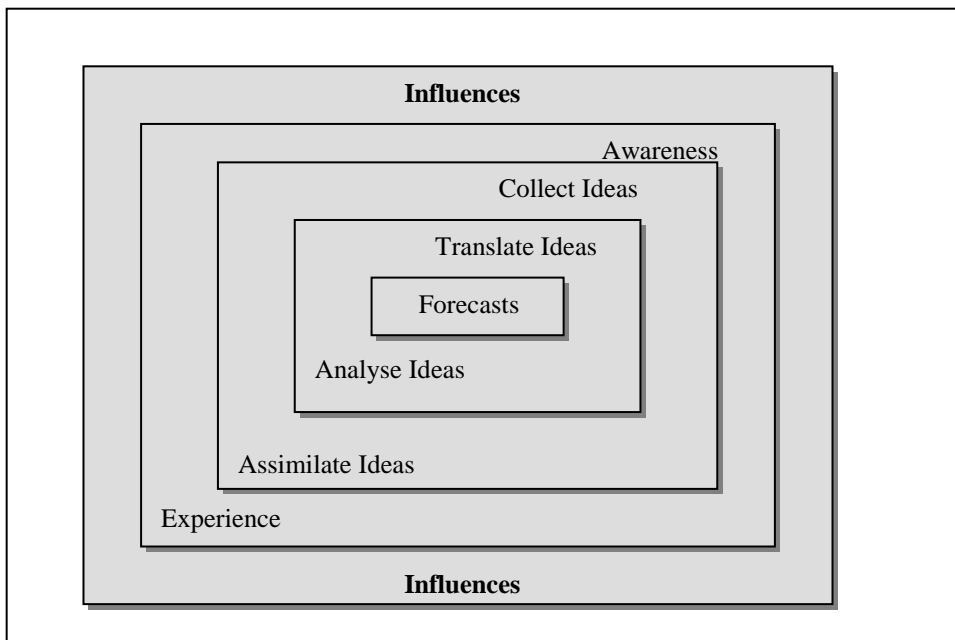 Influences
Awareness
Collect Ideas
Translate Ideas
Forecasts
Analyse Ideas
Assimilate Ideas
Experience
Influences